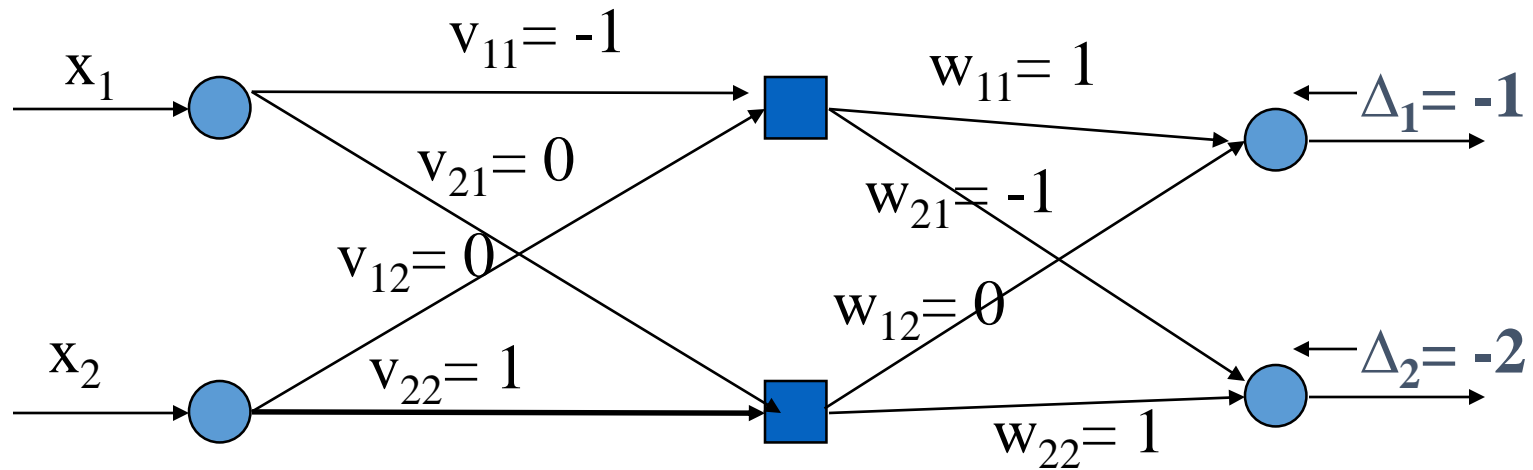 v₁₁= -1
x₁
w₁₁= 1
Δ₁= -1
v₂₁= 0
w₂₁= -1
v₁₂= 0
w₁₂= 0
x₂
v₂₂= 1
Δ₂= -2
w₂₂= 1